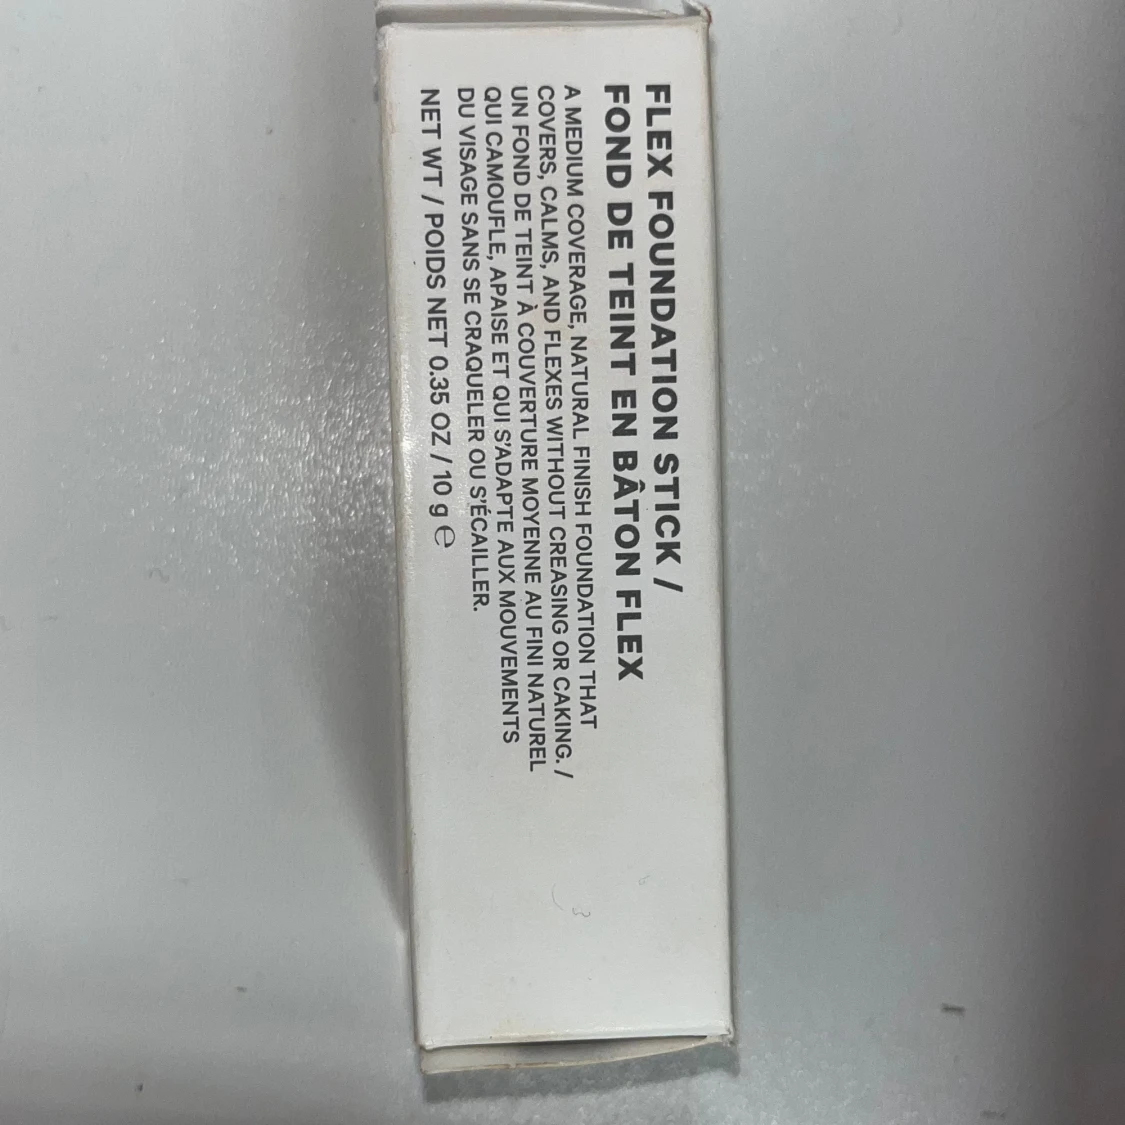 FLEX FOUNDATION STICK /
FOND DE TEINT EN BÂTON FLEX
A MEDIUM COVERAGE, NATURAL FINISH FOUNDATION THAT
COVERS, CALMS, AND FLEXES WITHOUT CREASING OR CAKING. /
UN FOND DE TEINT À COUVERTURE MOYENNE AU FINI NATUREL
QUI CAMOUFLE, APAISE ET QUI S'ADAPTE AUX MOUVEMENTS
DU VISAGE SANS SE CRAQUELER OU S'ÉCAILLER.
NET WT / POIDS NET 0.35 OZ / 10 g ℮